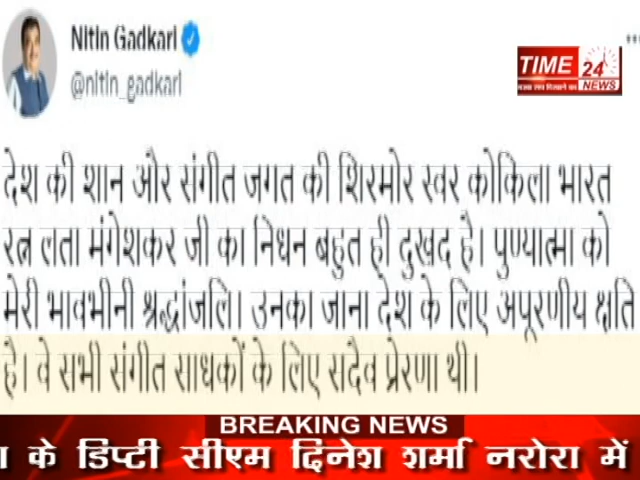 Nitin Gadkari
@nitin_gadkari
TIME 24 NEWS
देश की शान और संगीत जगत की शिरमोर स्वर कोकिला भारत
रत्न लता मंगेशकर जी का निधन बहुत ही दुखद है। पुण्यात्मा को
मेरी भावभीनी श्रद्धांजलि। उनका जाना देश के लिए अपूरणीय क्षति
है। वे सभी संगीत साधकों के लिए सदैव प्रेरणा थी।
BREAKING NEWS
के डिप्टी सीएम दिनेश शर्मा नरोरा में